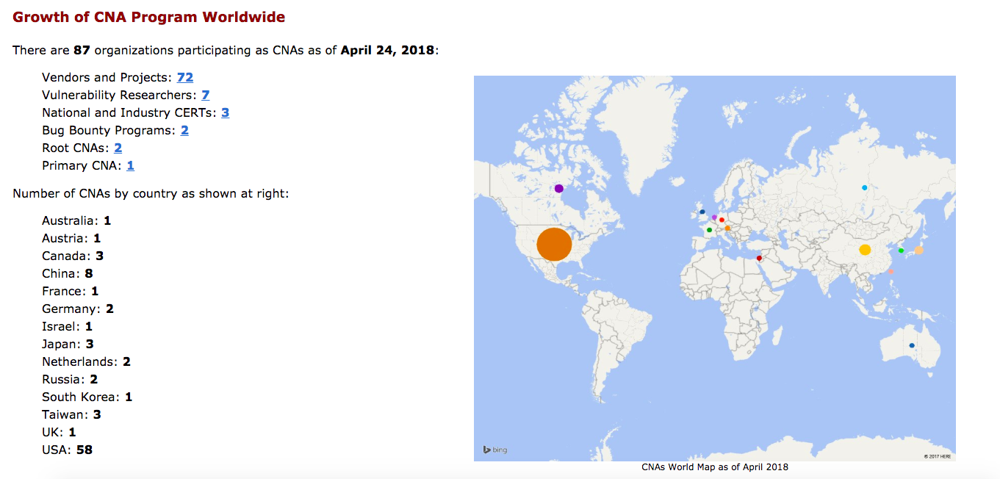 Growth of CNA Program Worldwide
There are 87 organizations participating as CNAs as of April 24, 2018:
Vendors and Projects: 72
Vulnerability Researchers: 7
National and Industry CERTs: 3
Bug Bounty Programs: 2
Root CNAs: 2
Primary CNA: 1
Number of CNAs by country as shown at right:
Australia: 1
Austria: 1
Canada: 3
China: 8
France: 1
Germany: 2
Israel: 1
Japan: 3
Netherlands: 2
Russia: 2
South Korea: 1
Taiwan: 3
UK: 1
USA: 58
bing
© 2017 HERE
CNAs World Map as of April 2018